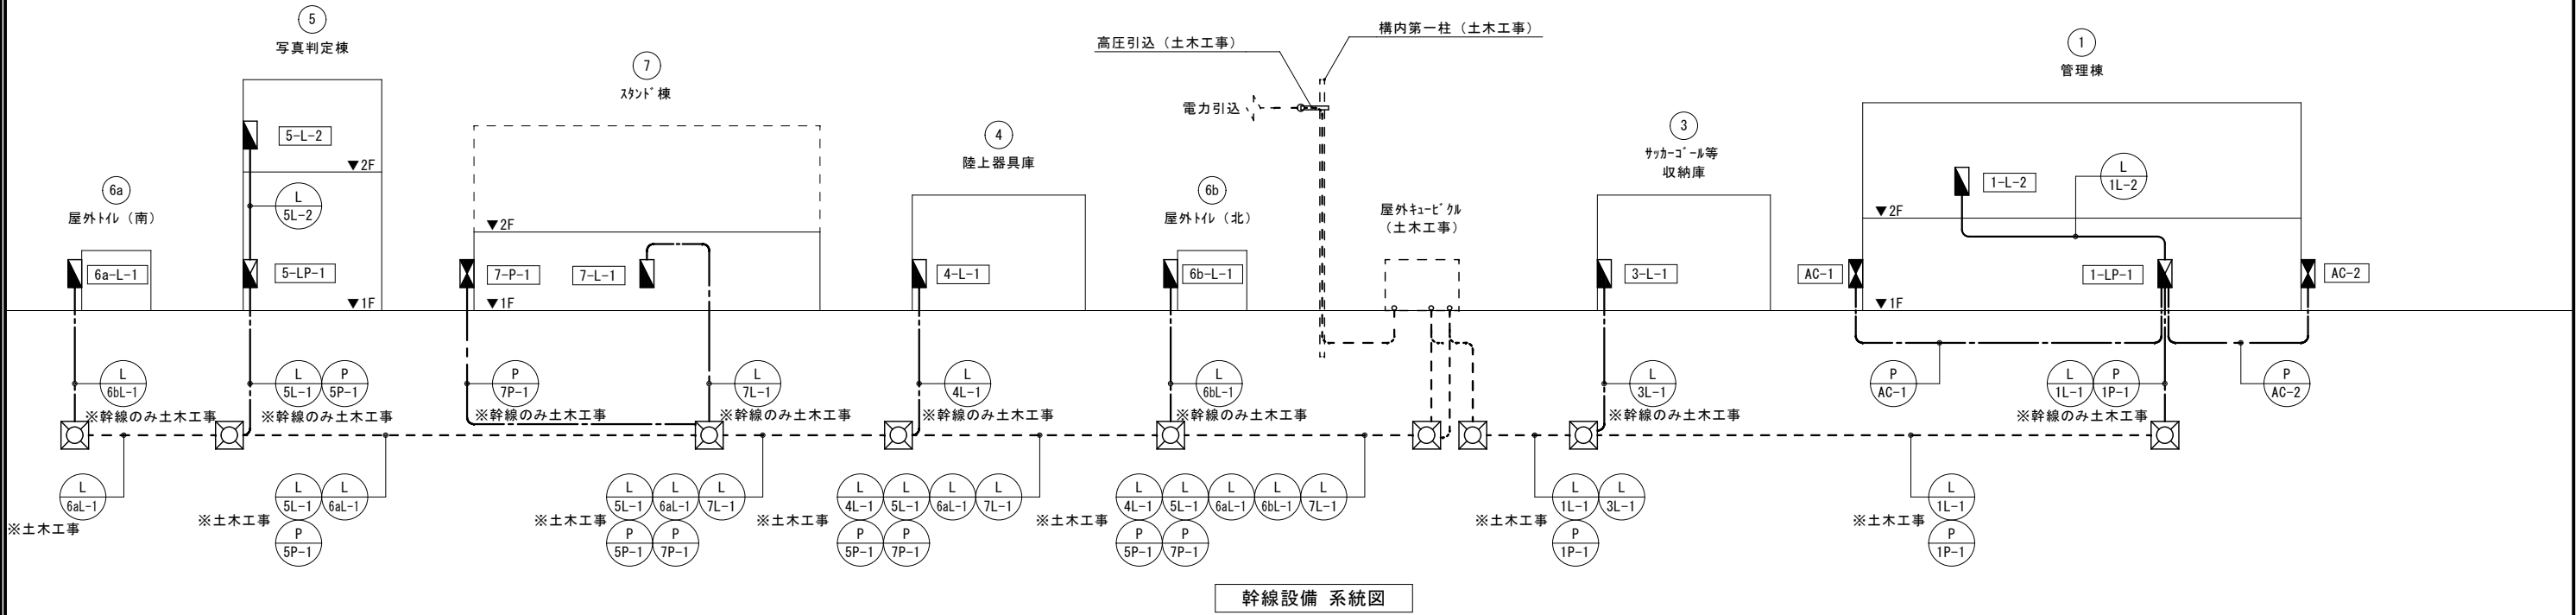 5
写真判定棟
7
スタンド棟
高圧引込（土木工事）
構内第一柱（土木工事）
1
管理棟
電力引込
5-L-2
▼2F
4
陸上器具庫
3
サッカーゴール等
収納庫
6a
屋外トイレ（南）
L
5L-2
6b
屋外トイレ（北）
屋外キュービクル
（土木工事）
1-L-2
L
1L-2
▼2F
▼2F
6a-L-1
5-LP-1
7-P-1
7-L-1
4-L-1
6b-L-1
3-L-1
AC-1
1-LP-1
AC-2
▼1F
▼1F
▼1F
L
6bL-1
L
5L-1
P
5P-1
P
7P-1
L
7L-1
L
4L-1
L
6bL-1
L
3L-1
P
AC-1
L
1L-1
P
1P-1
P
AC-2
※幹線のみ土木工事
※幹線のみ土木工事
※幹線のみ土木工事
※幹線のみ土木工事
※幹線のみ土木工事
※幹線のみ土木工事
※幹線のみ土木工事
※幹線のみ土木工事
L
6aL-1
※土木工事
L
5L-1
L
6aL-1
※土木工事
P
5P-1
L
5L-1
L
6aL-1
L
7L-1
※土木工事
P
5P-1
P
7P-1
L
4L-1
L
5L-1
L
6aL-1
L
7L-1
※土木工事
P
5P-1
P
7P-1
L
4L-1
L
5L-1
L
6aL-1
L
6bL-1
L
7L-1
※土木工事
P
5P-1
P
7P-1
L
1L-1
L
3L-1
※土木工事
P
1P-1
L
1L-1
※土木工事
P
1P-1
幹線設備 系統図